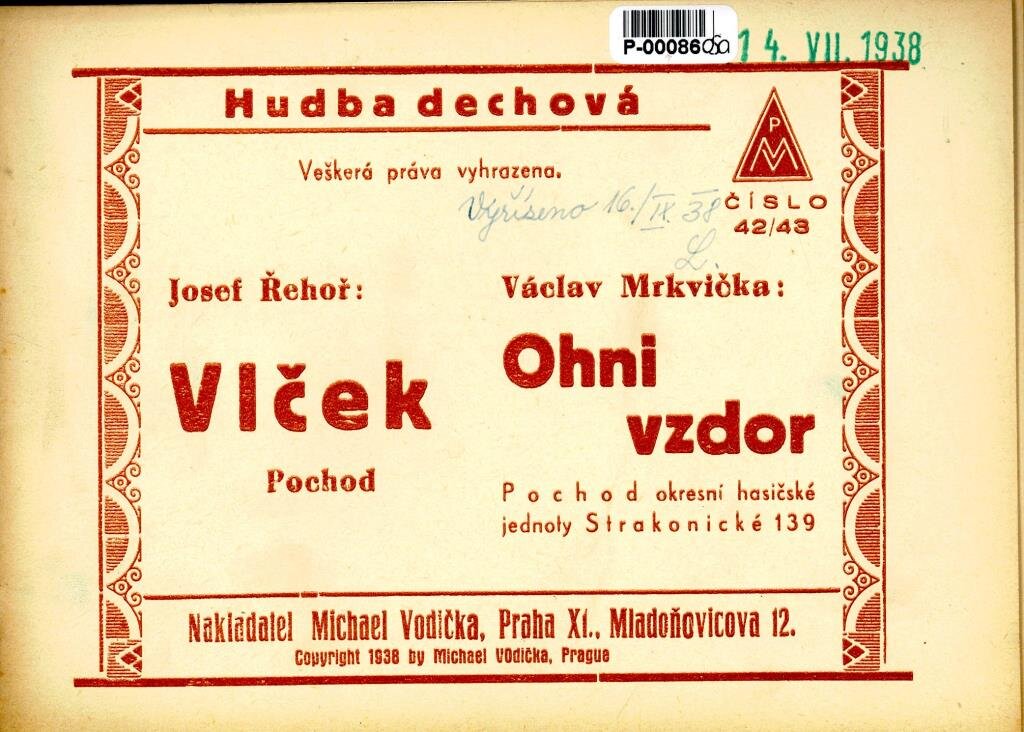 P-00086
14. VII. 1938
Hudba dechová
PMV
Veškerá práva vyhrazena.
Vyřízeno 16./IX 38
L.
ČÍSLO
42/43
Josef Řehoř:
Vlček
Pochod
Václav Mrkvička:
Ohni
vzdor
Pochod okresní hasičské
jednoty Strakonické 139
Nakladatel Michael Vodička, Praha XI., Mladoňovicova 12.
Copyright 1938 by Michael Vodička, Prague